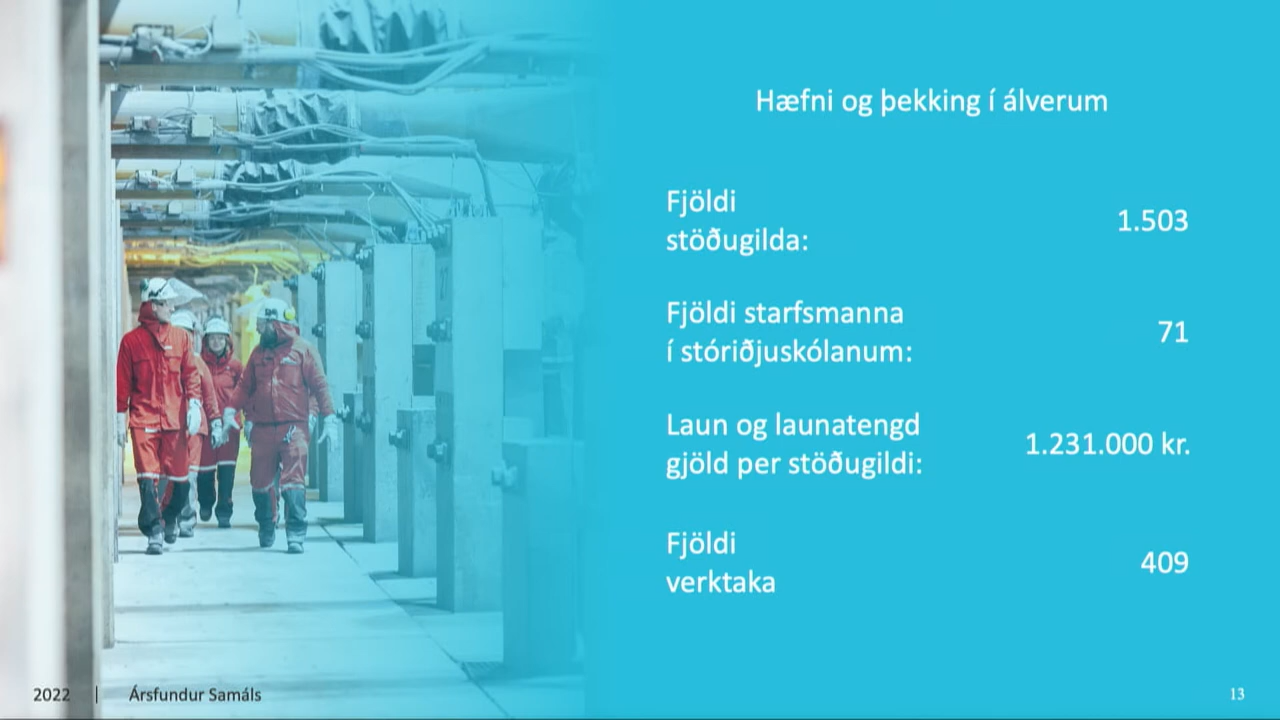 Hæfni og þekking í álverum
Fjöldi
stöðugilda:
1.503
Fjöldi starfsmanna
í stóriðjuskólanum:
71
Laun og launatengd
gjöld per stöðugildi:
1.231.000 kr.
Fjöldi
verktaka
409
2022 | Ársfundur Samáls
13